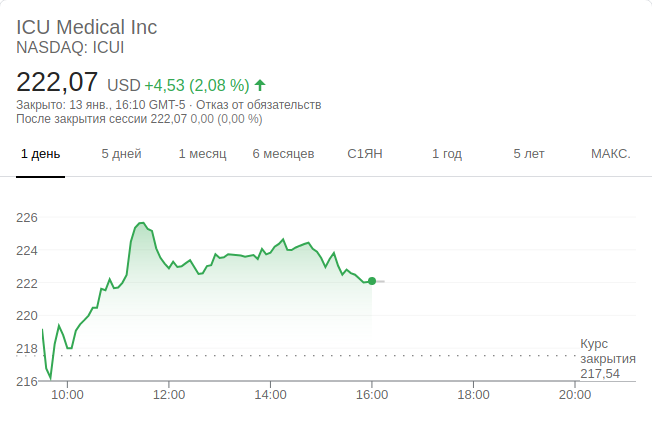 ICU Medical Inc
NASDAQ: ICUI
222,07 USD +4,53 (2,08 %)
Закрыто: 13 янв., 16:10 GMT-5 · Отказ от обязательств
После закрытия сессии 222,07 0,00 (0,00 %)
1 день 5 дней 1 месяц 6 месяцев С1ЯН 1 год 5 лет МАКС.
226
224
222
220
218
216
Курс
закрытия
217,54
10:00 12:00 14:00 16:00 18:00 20:00